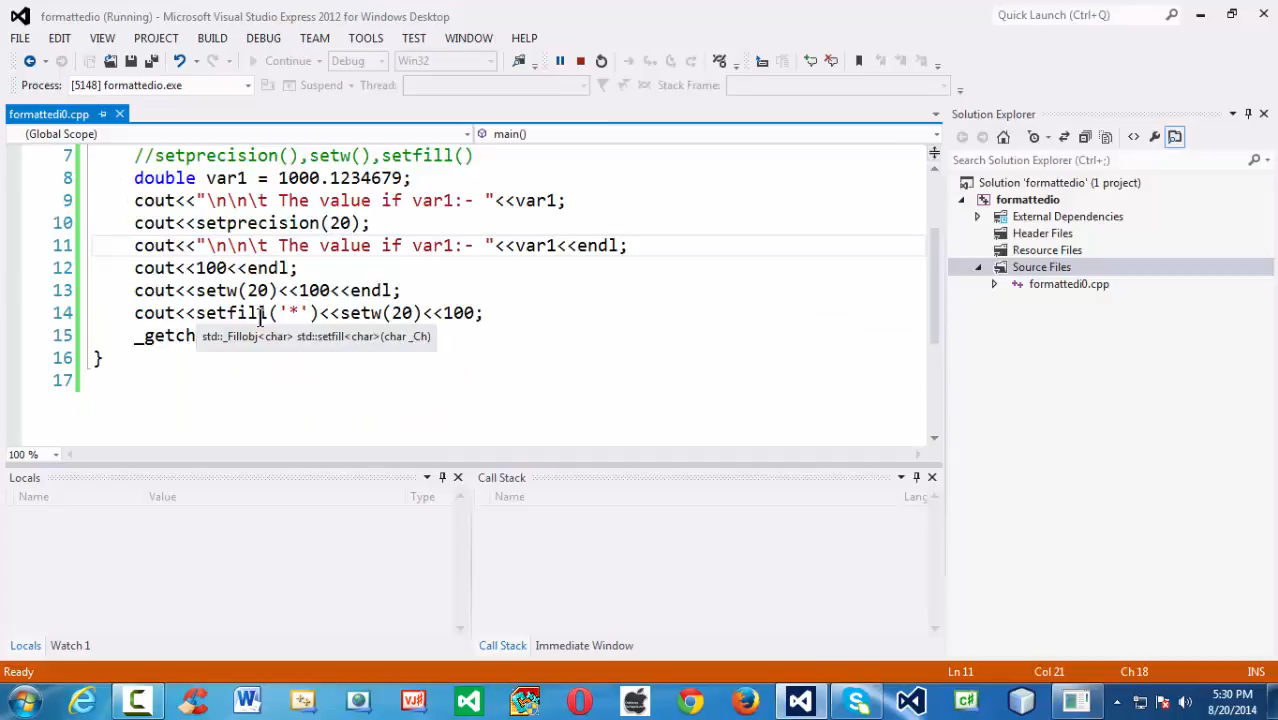 formattedio (Running) - Microsoft Visual Studio Express 2012 for Windows Desktop
Quick Launch (Ctrl+Q)
FILE EDIT VIEW PROJECT BUILD DEBUG TEAM TOOLS TEST WINDOW HELP
Continue Debug Win32
Process: [5148] formattedio.exe Suspend Thread: Stack Frame:
formattedi0.cpp
(Global Scope) main()
7 //setprecision(),setw(),setfill()
8 double var1 = 1000.1234679;
9 cout<<"\n\n\t The value if var1:- "<<var1;
10 cout<<setprecision(20);
11 cout<<"\n\n\t The value if var1:- "<<var1<<endl;
12 cout<<100<<endl;
13 cout<<setw(20)<<100<<endl;
14 cout<<setfill('*')<<setw(20)<<100;
15 _getch
std::_Fillobj<char> std::setfill<char>(char _Ch)
16 }
17
100 %
Solution Explorer
Search Solution Explorer (Ctrl+;)
Solution 'formattedio' (1 project)
formattedio
External Dependencies
Header Files
Resource Files
Source Files
formattedi0.cpp
Locals
Name Value Type
Call Stack
Name Lang
Locals Watch 1
Call Stack Immediate Window
Ready Ln 11 Col 21 Ch 18 INS
5:30 PM
8/20/2014